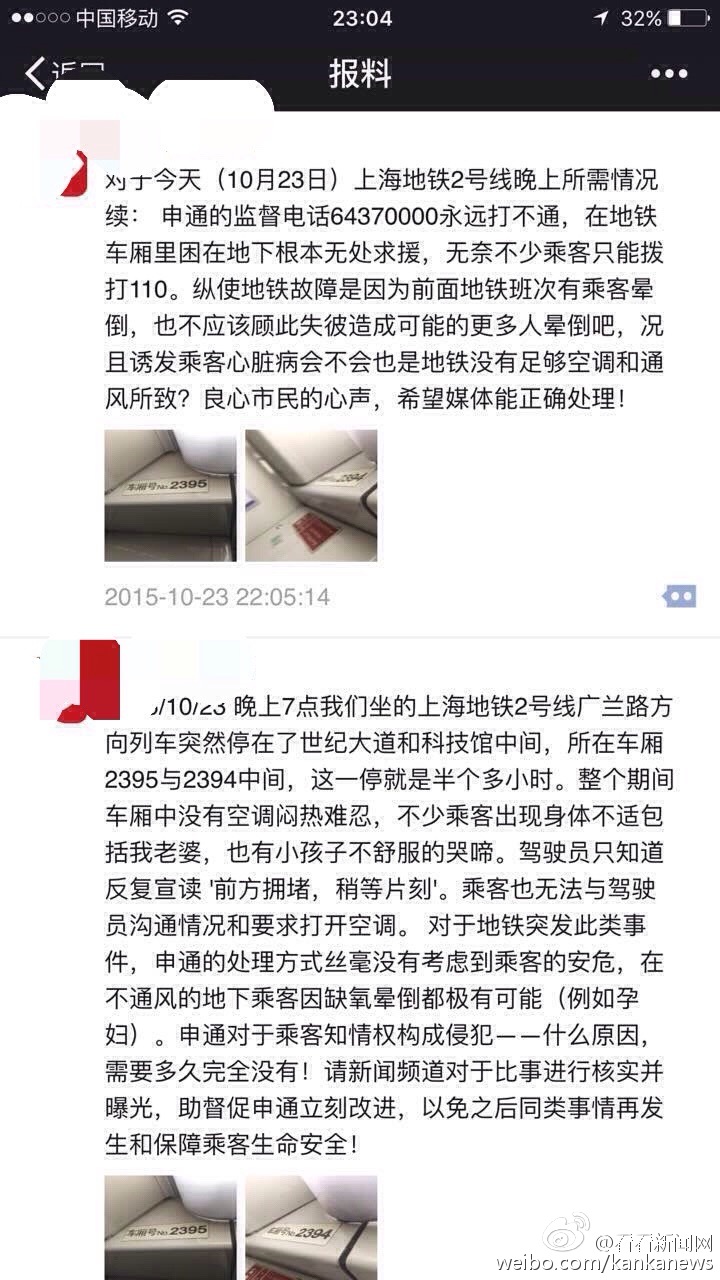 中国移动
23:04
32%
报料
对于今天（10月23日）上海地铁2号线晚上所需情况
续： 申通的监督电话64370000永远打不通，在地铁
车厢里困在地下根本无处求援，无奈不少乘客只能拨
打110。纵使地铁故障是因为前面地铁班次有乘客晕
倒，也不应该顾此失彼造成可能的更多人晕倒吧，况
且诱发乘客心脏病会不会也是地铁没有足够空调和通
风所致？良心市民的心声，希望媒体能正确处理！
车厢号No.2395
2394
2015-10-23 22:05:14
/10/23 晚上7点我们坐的上海地铁2号线广兰路方
向列车突然停在了世纪大道和科技馆中间，所在车厢
2395与2394中间，这一停就是半个多小时。整个期间
车厢中没有空调闷热难忍，不少乘客出现身体不适包
括我老婆，也有小孩子不舒服的哭啼。驾驶员只知道
反复宣读 '前方拥堵，稍等片刻'。乘客也无法与驾驶
员沟通情况和要求打开空调。 对于地铁突发此类事
件，申通的处理方式丝毫没有考虑到乘客的安危，在
不通风的地下乘客因缺氧晕倒都极有可能（例如孕
妇）。申通对于乘客知情权构成侵犯——什么原因，
需要多久完全没有！请新闻频道对于比事进行核实并
曝光，助督促申通立刻改进，以免之后同类事情再发
生和保障乘客生命安全！
车厢号No.2395
车厢号No.2394
@看看新闻网
weibo.com/kankanews